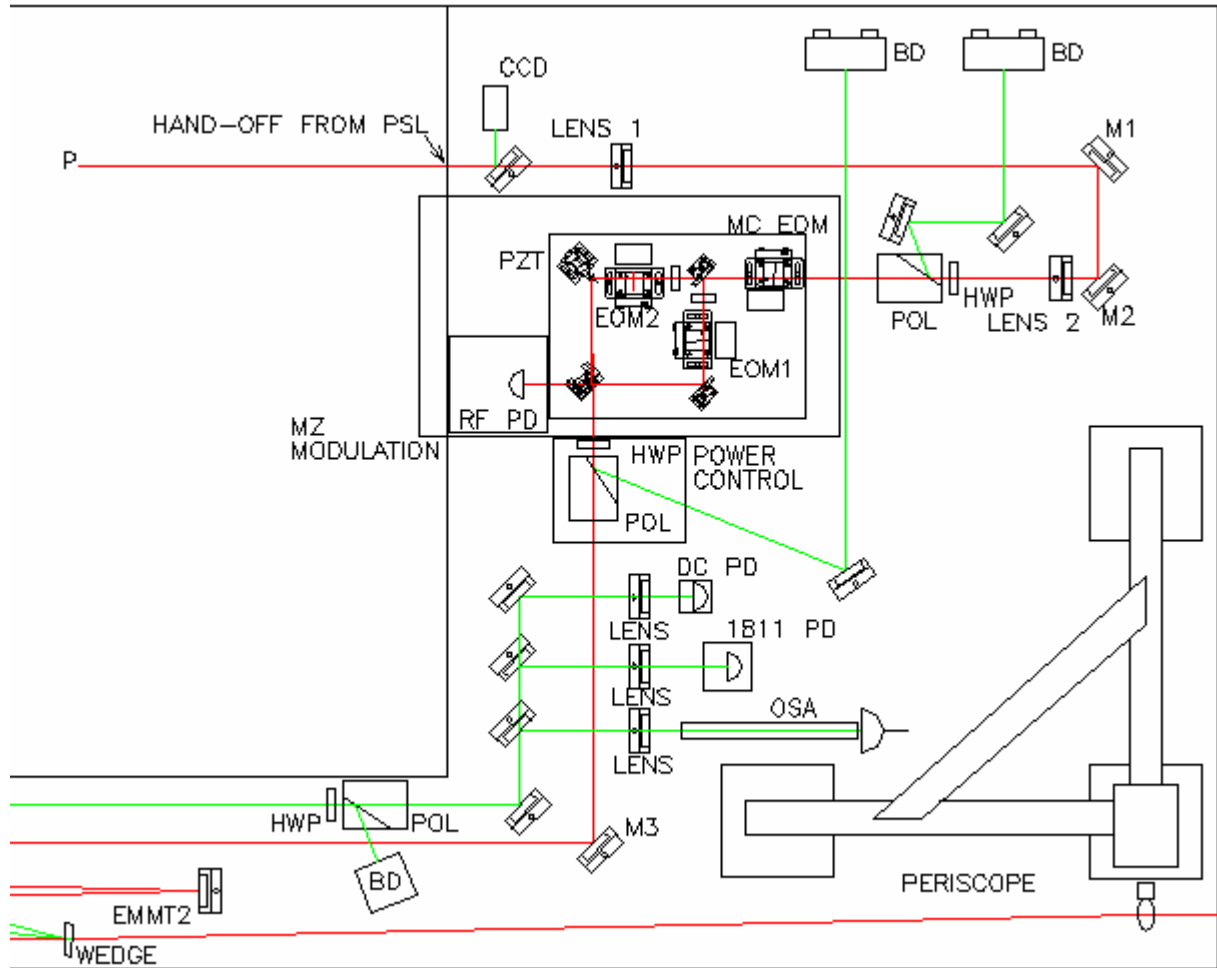 BD
BD
CCD
HAND-OFF FROM PSL
LENS 1
M1
P
MC EOM
PZT
HWP
EOM2
POL
LENS 2
M2
EOM1
RF PD
MZ
MODULATION
HWP
POWER
CONTROL
POL
DC PD
LENS
1811 PD
LENS
OSA
LENS
HWP
POL
M3
BD
PERISCOPE
EMMT2
WEDGE